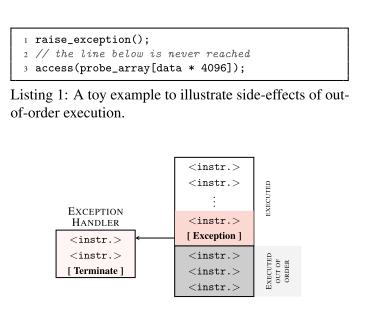 1 raise_exception();
2 // the line below is never reached
3 access(probe_array[data * 4096]);
Listing 1: A toy example to illustrate side-effects of out-
of-order execution.
<instr.>
<instr.>
⋮
<instr.>
[ Exception ]
<instr.>
<instr.>
<instr.>
EXECUTED
EXECUTED
OUT OF
ORDER
EXCEPTION
HANDLER
<instr.>
<instr.>
[ Terminate ]